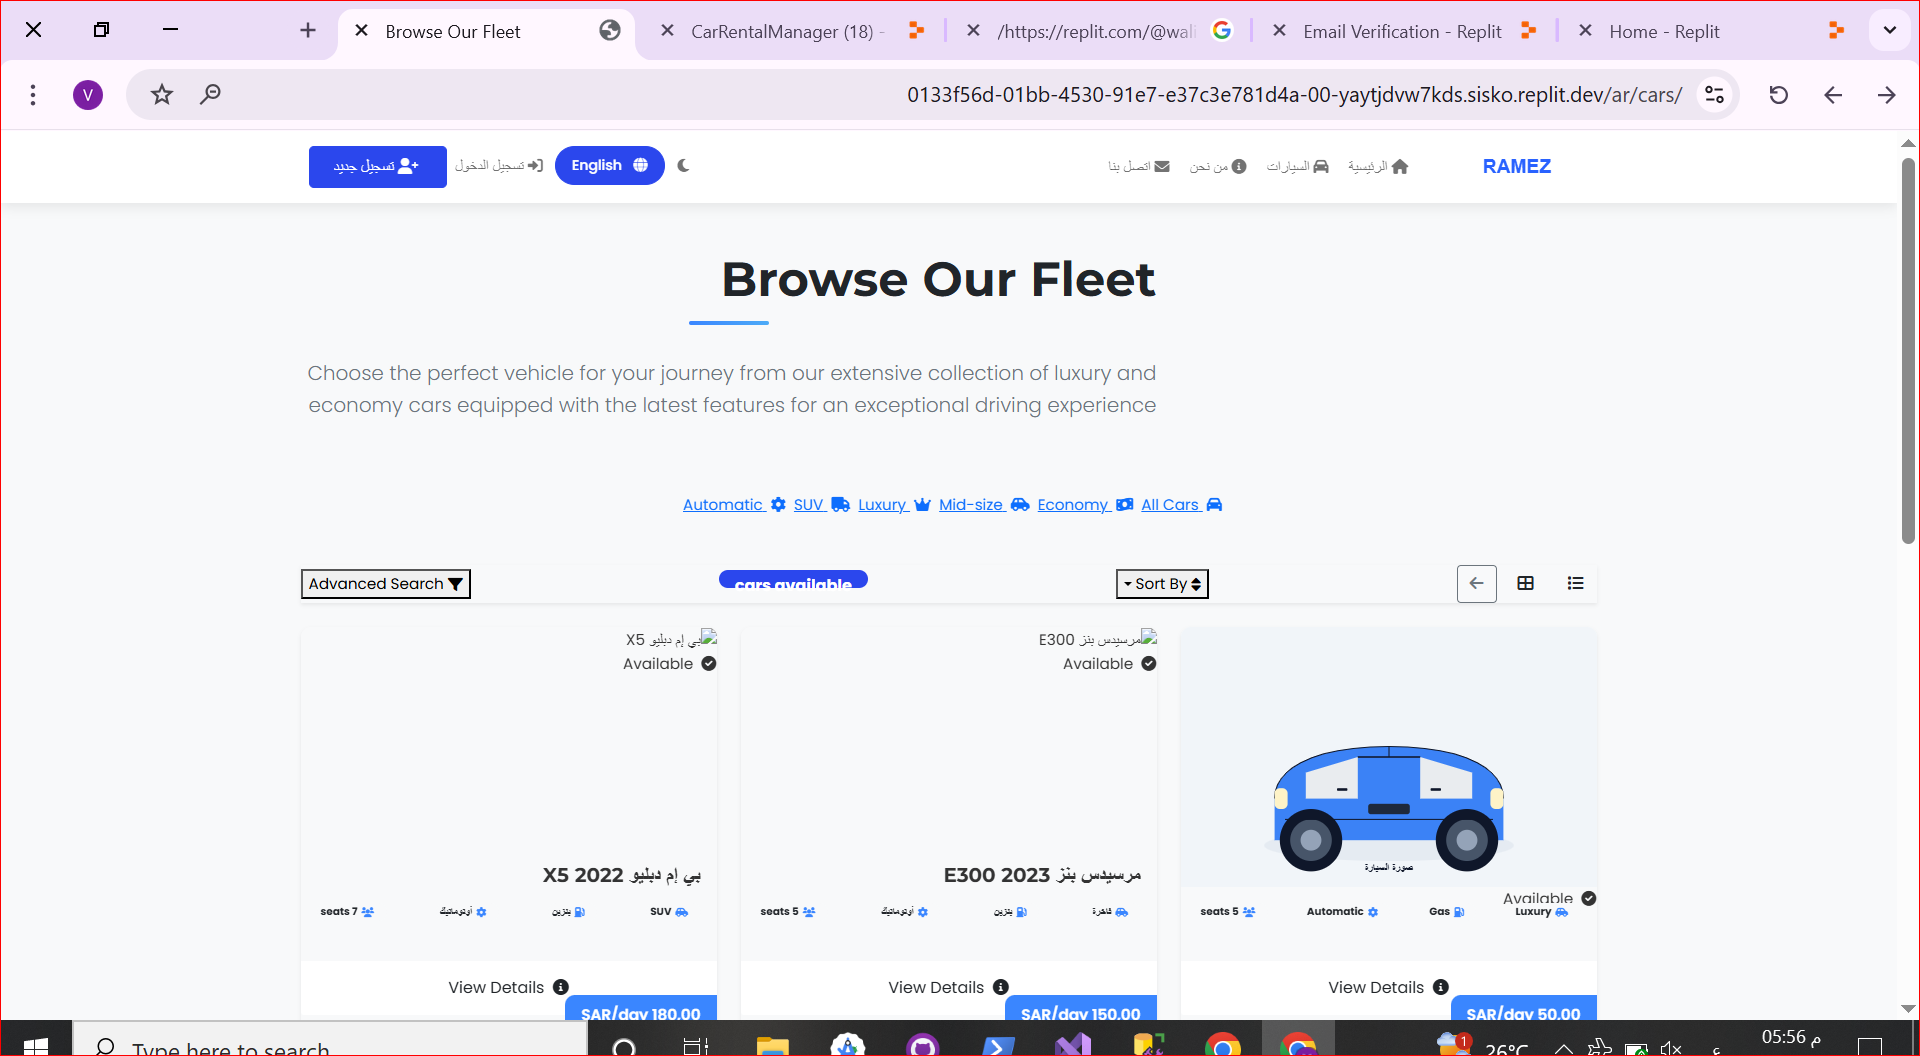 Browse Our Fleet
CarRentalManager (18) -
/https://replit.com/@wali
Email Verification - Replit
Home - Replit
V
0133f56d-01bb-4530-91e7-e37c3e781d4a-00-yaytjdvw7kds.sisko.replit.dev/ar/cars/
RAMEZ
الرئيسية
السيارات
من نحن
اتصل بنا
English
تسجيل الدخول
تسجيل جديد
Browse Our Fleet
Choose the perfect vehicle for your journey from our extensive collection of luxury and
economy cars equipped with the latest features for an exceptional driving experience
Automatic SUV Luxury Mid-size Economy All Cars
Advanced Search
cars available
Sort By
صورة السيارة
Available
Luxury
Gas
Automatic
seats 5
View Details
SAR/day 50.00
مرسيدس بنز E300
Available
مرسيدس بنز E300 2023
فاخرة
بنزين
أوتوماتيك
seats 5
View Details
SAR/day 150.00
بي إم دبليو X5
Available
بي إم دبليو X5 2022
SUV
بنزين
أوتوماتيك
seats 7
View Details
SAR/day 180.00
Type here to search
1
26°C
ع
05:56 م